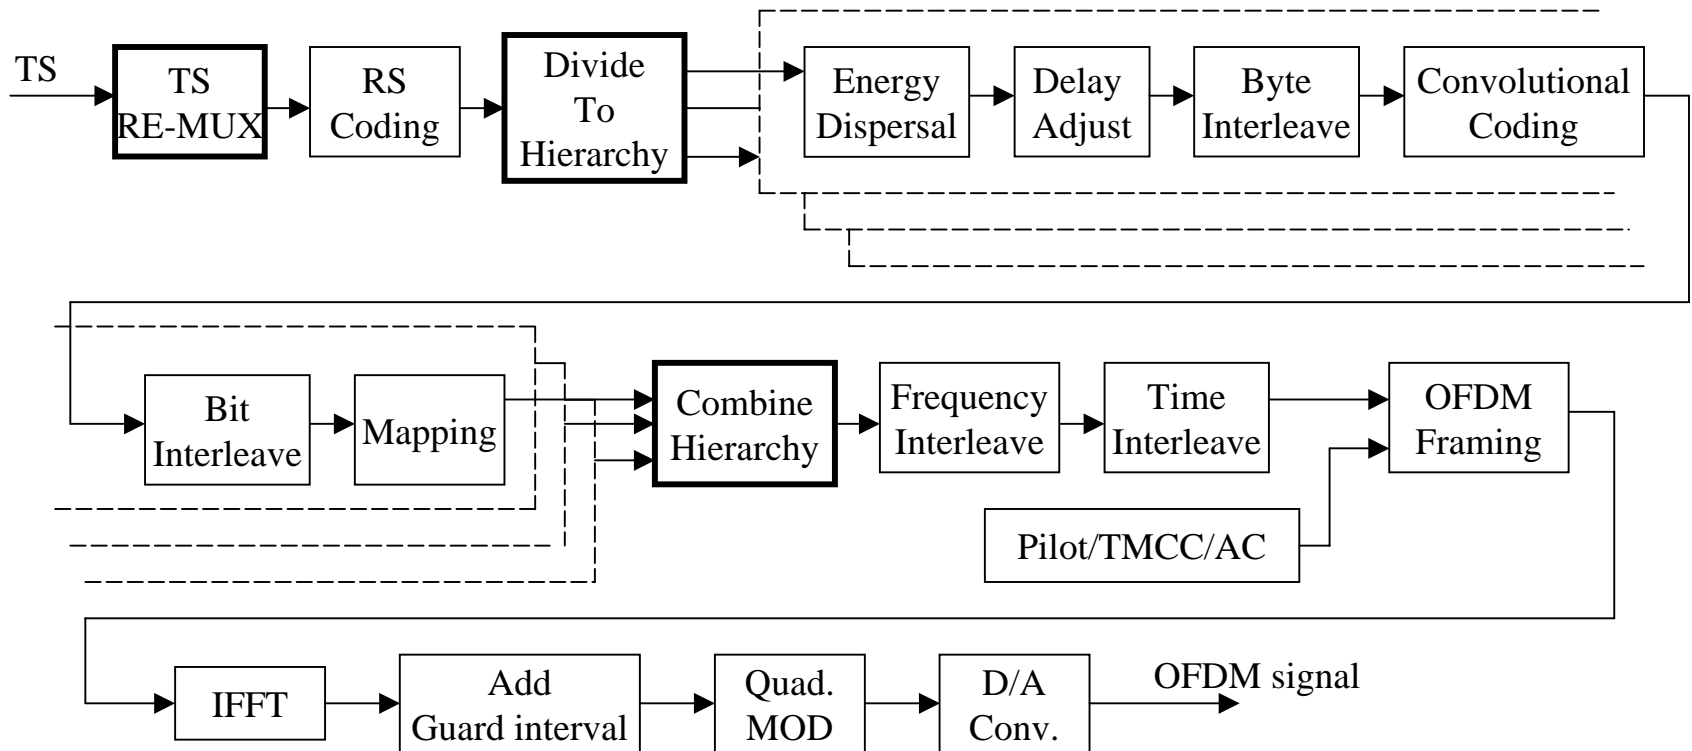 TS
TS
RE-MUX
RS
Coding
Divide
To
Hierarchy
Energy
Dispersal
Delay
Adjust
Byte
Interleave
Convolutional
Coding
Bit
Interleave
Mapping
Combine
Hierarchy
Frequency
Interleave
Time
Interleave
OFDM
Framing
Pilot/TMCC/AC
IFFT
Add
Guard interval
Quad.
MOD
D/A
Conv.
OFDM signal